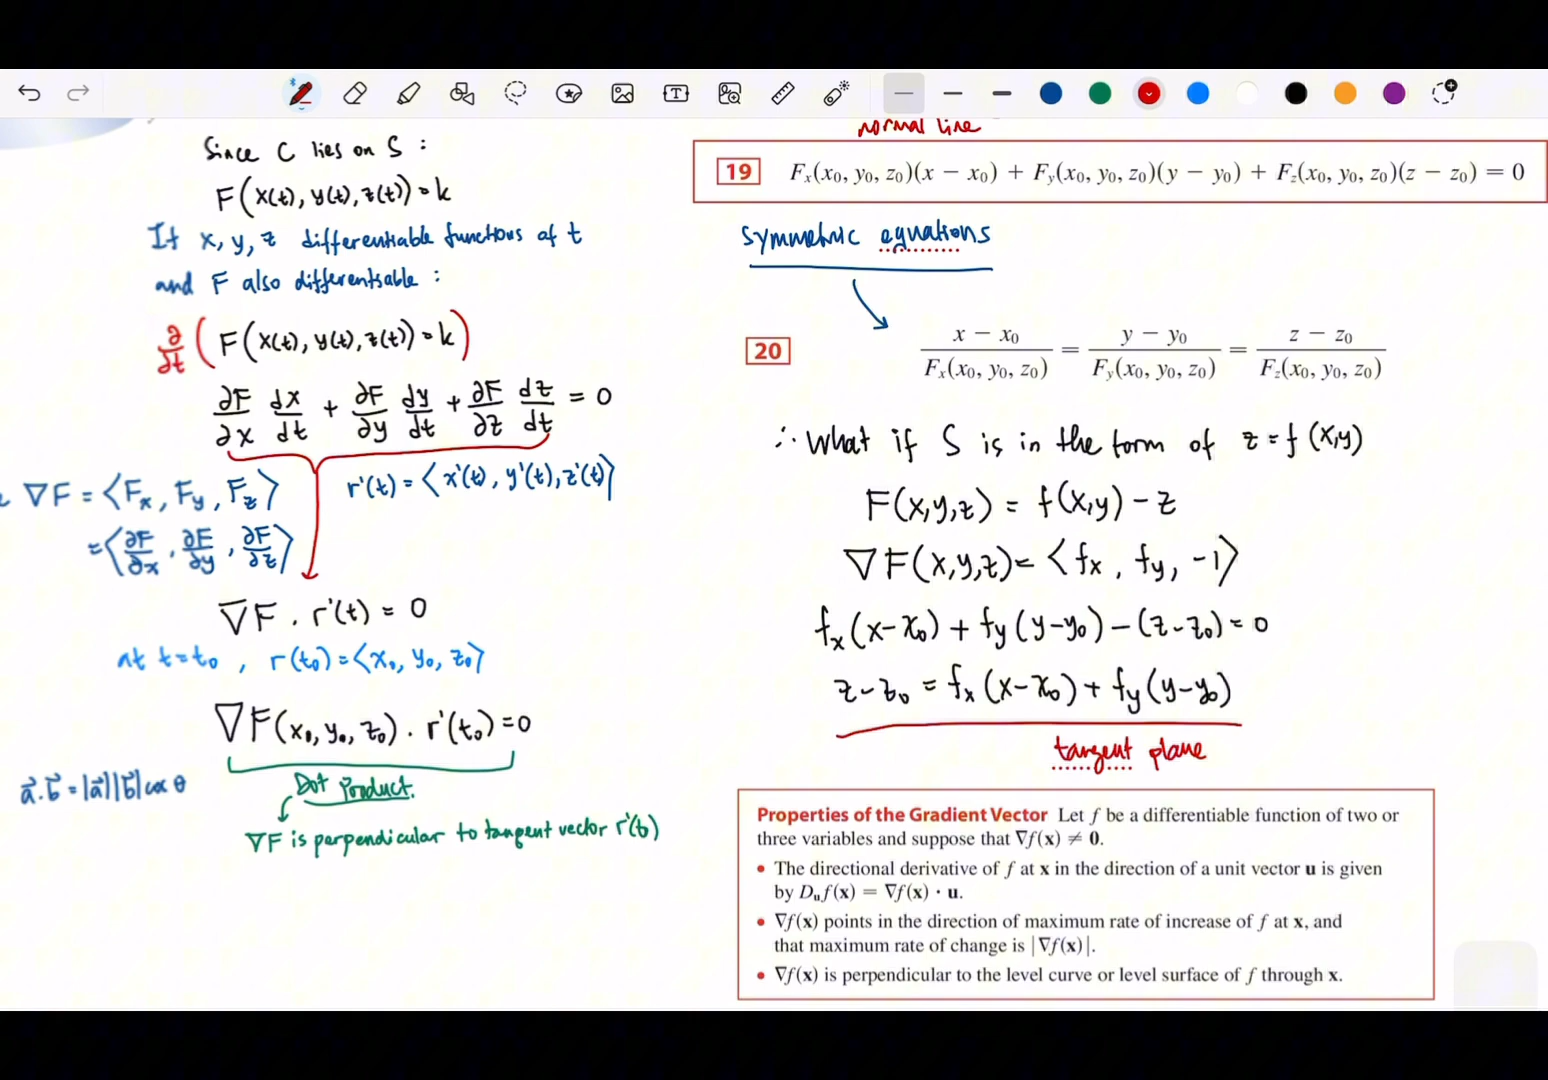 Since C lies on S :
F(x(t), y(t), z(t)) = k
If x, y, z differentiable functions of t
and F also differentiable :
∂/∂t ( F(x(t), y(t), z(t)) = k )
∂F/∂x dx/dt + ∂F/∂y dy/dt + ∂F/∂z dz/dt = 0
∇F = ⟨Fx, Fy, Fz⟩
r'(t) = ⟨x'(t), y'(t), z'(t)⟩
= ⟨∂F/∂x, ∂F/∂y, ∂F/∂z⟩
∇F . r'(t) = 0
at t = t₀ , r(t₀) = ⟨x₀, y₀, z₀⟩
∇F(x₀, y₀, z₀) . r'(t₀) = 0
a⃗ . b⃗ = |a⃗||b⃗| cos θ
Dot Product.
∇F is perpendicular to tangent vector r'(t₀)
normal line
19 Fx(x₀, y₀, z₀)(x − x₀) + Fy(x₀, y₀, z₀)(y − y₀) + Fz(x₀, y₀, z₀)(z − z₀) = 0
symmetric equations
20 (x − x₀)/Fx(x₀, y₀, z₀) = (y − y₀)/Fy(x₀, y₀, z₀) = (z − z₀)/Fz(x₀, y₀, z₀)
∴ What if S is in the form of z = f(x,y)
F(x,y,z) = f(x,y) − z
∇F(x,y,z) = ⟨fx, fy, −1⟩
fx(x−x₀) + fy(y−y₀) − (z−z₀) = 0
z−z₀ = fx(x−x₀) + fy(y−y₀)
tangent plane
Properties of the Gradient Vector Let f be a differentiable function of two or
three variables and suppose that ∇f(x) ≠ 0.
• The directional derivative of f at x in the direction of a unit vector u is given
by Duf(x) = ∇f(x) · u.
• ∇f(x) points in the direction of maximum rate of increase of f at x, and
that maximum rate of change is |∇f(x)|.
• ∇f(x) is perpendicular to the level curve or level surface of f through x.